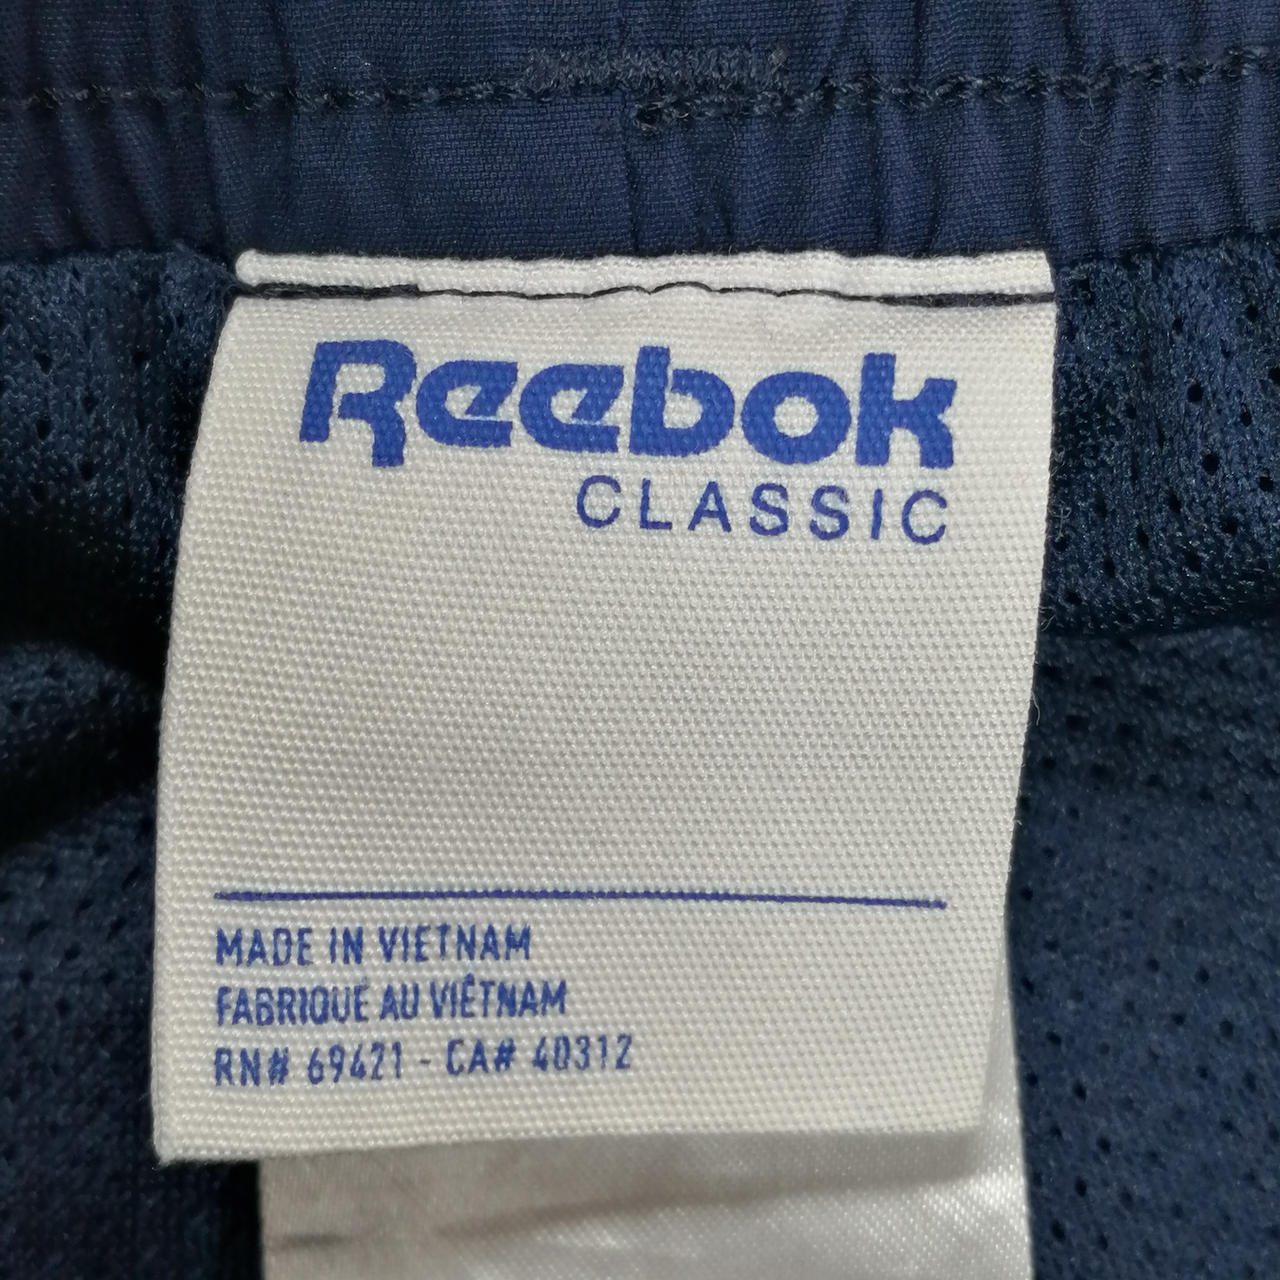 Reebok
CLASSIC
MADE IN VIETNAM
FABRIQUÉ AU VIÊTNAM
RN# 69421 - CA# 40312